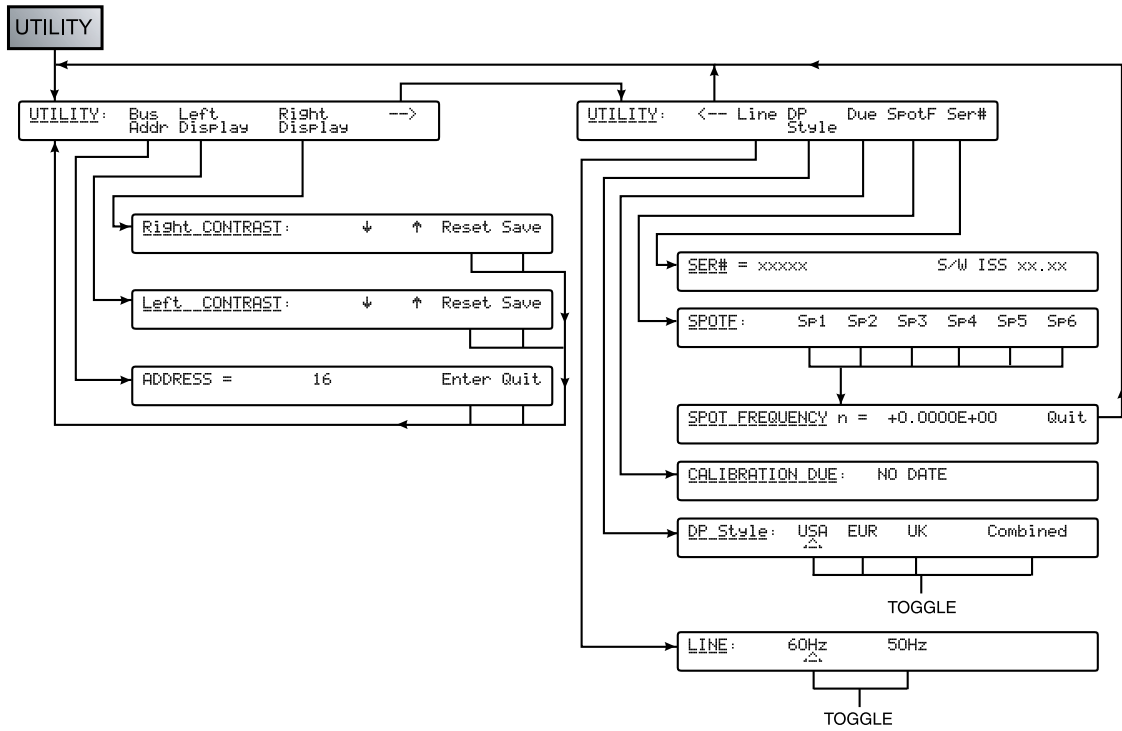 UTILITY
UTILITY: Bus Left Right -->
Addr Display Display
UTILITY: <-- Line DP Due SpotF Ser#
Style
Right CONTRAST: ↓ ↑ Reset Save
Left CONTRAST: ↓ ↑ Reset Save
ADDRESS = 16 Enter Quit
SER# = xxxxx S/W ISS xx.xx
SPOTF: Sp1 Sp2 Sp3 Sp4 Sp5 Sp6
SPOT FREQUENCY n = +0.0000E+00 Quit
CALIBRATION DUE: NO DATE
DP Style: USA EUR UK Combined
TOGGLE
LINE: 60Hz 50Hz
TOGGLE